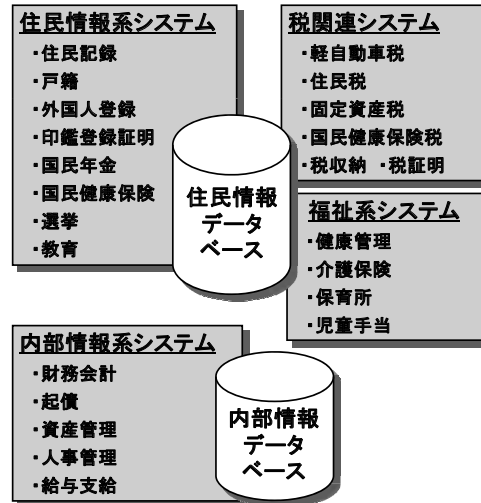 住民情報系システム
・住民記録
・戸籍
・外国人登録
・印鑑登録証明
・国民年金
・国民健康保険
・選挙
・教育
住民情報
データ
ベース
税関連システム
・軽自動車税
・住民税
・固定資産税
・国民健康保険税
・税収納 ・税証明
福祉系システム
・健康管理
・介護保険
・保育所
・児童手当
内部情報系システム
・財務会計
・起債
・資産管理
・人事管理
・給与支給
内部情報
データ
ベース